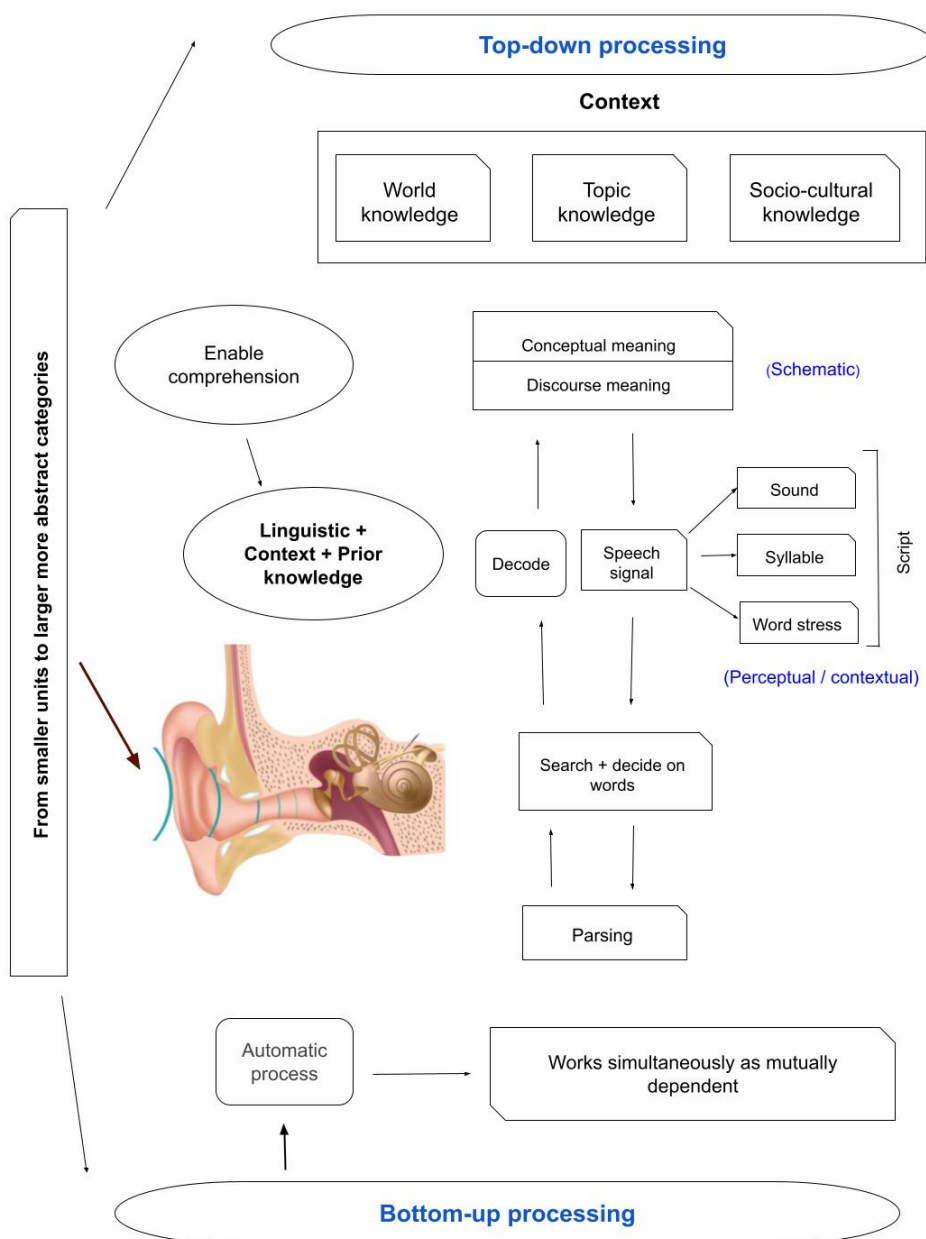 Top-down processing
Context
World
knowledge
Topic
knowledge
Socio-cultural
knowledge
From smaller units to larger more abstract categories
Enable
comprehension
Conceptual meaning
Discourse meaning
(Schematic)
Linguistic +
Context + Prior
knowledge
Decode
Speech
signal
Sound
Syllable
Word stress
Script
(Perceptual / contextual)
Search + decide on
words
Parsing
Automatic
process
Works simultaneously as mutually
dependent
Bottom-up processing